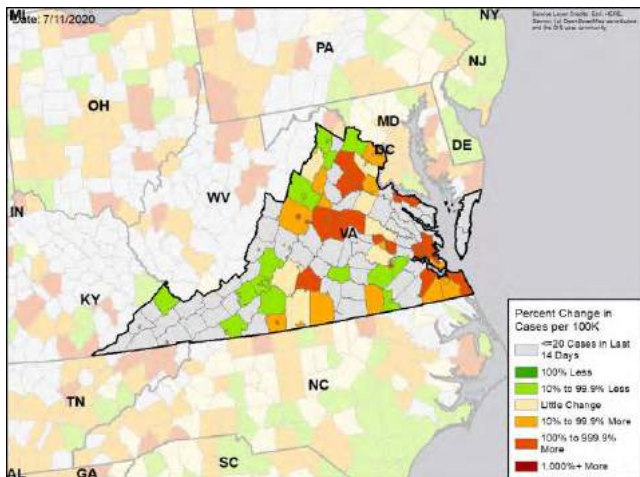 MI
Date: 7/11/2020
NY
PA
NJ
OH
MD
DE
DC
WV
IN
VA
KY
TN
NC
AL
GA
SC
Percent Change in
Cases per 100K
<=20 Cases in Last
14 Days
100% Less
10% to 99.9% Less
Little Change
10% to 99.9% More
100% to 999.9%
More
1,000%+ More